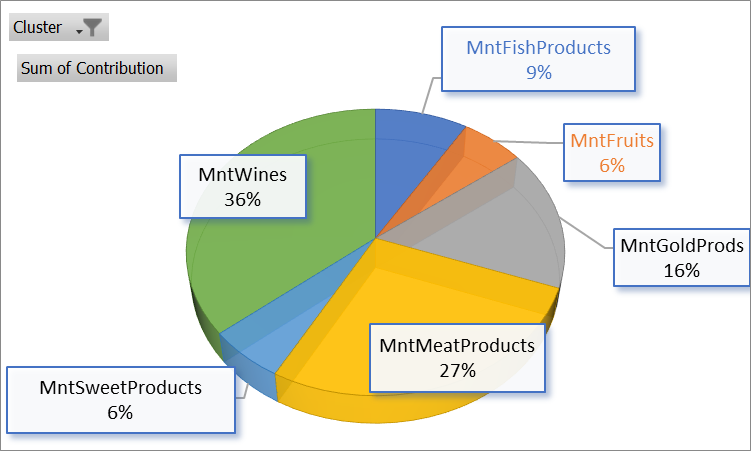 Cluster
Sum of Contribution
MntFishProducts
9%
MntFruits
6%
MntGoldProds
16%
MntMeatProducts
27%
MntSweetProducts
6%
MntWines
36%